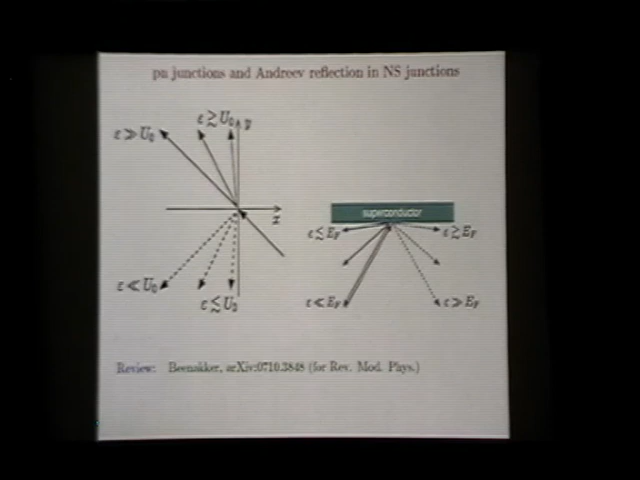 pn junctions and Andreev reflection in NS junctions
ε ≳ U₀
y
ε ≫ U₀
x
ε ≪ U₀
ε ≲ U₀
superconductor
ε ≲ E_F
ε ≳ E_F
ε ≪ E_F
ε ≫ E_F
Review: Beenakker, arXiv:0710.3848 (for Rev. Mod. Phys.)